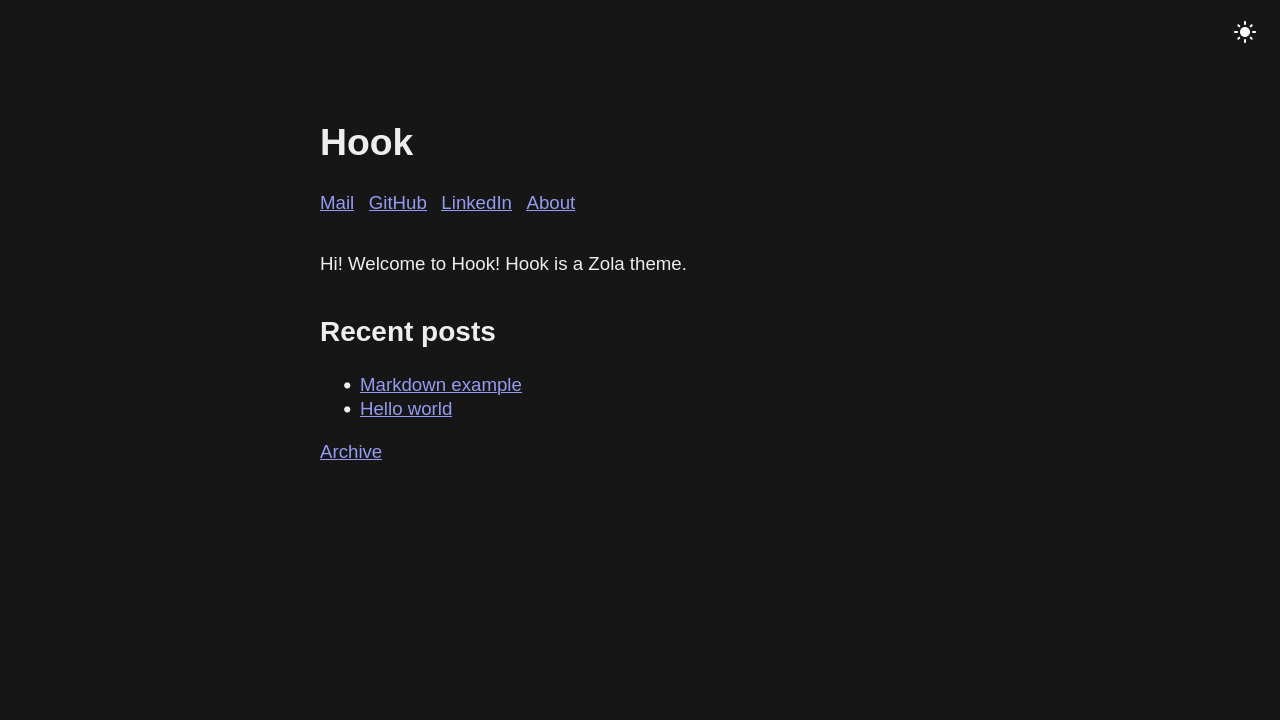 Hook
Mail GitHub LinkedIn About
Hi! Welcome to Hook! Hook is a Zola theme.
Recent posts
Markdown example
Hello world
Archive